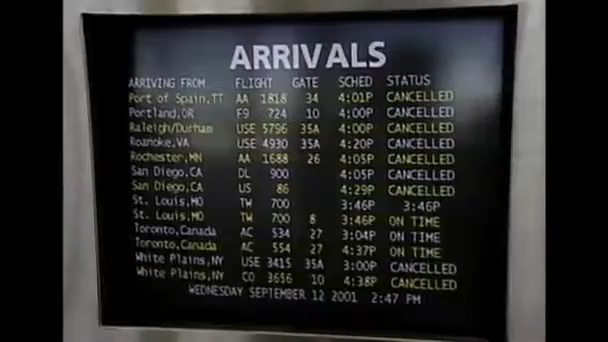 ARRIVALS
ARRIVING FROM FLIGHT GATE SCHED STATUS
Port of Spain,TT AA 1818 34 4:01P CANCELLED
Portland,OR F9 724 10 4:00P CANCELLED
Raleigh/Durham USE 5796 35A 4:00P CANCELLED
Roanoke,VA USE 4930 35A 4:20P CANCELLED
Rochester,MN AA 1688 26 4:05P CANCELLED
San Diego,CA DL 900 4:05P CANCELLED
San Diego,CA US 86 4:29P CANCELLED
St. Louis,MO TW 700 3:46P 3:46P
St. Louis,MO TW 700 8 3:46P ON TIME
Toronto,Canada AC 534 27 3:04P ON TIME
Toronto,Canada AC 554 27 4:37P ON TIME
White Plains,NY USE 3415 35A 3:00P CANCELLED
White Plains,NY CO 3656 10 4:38P CANCELLED
WEDNESDAY SEPTEMBER 12 2001 2:47 PM